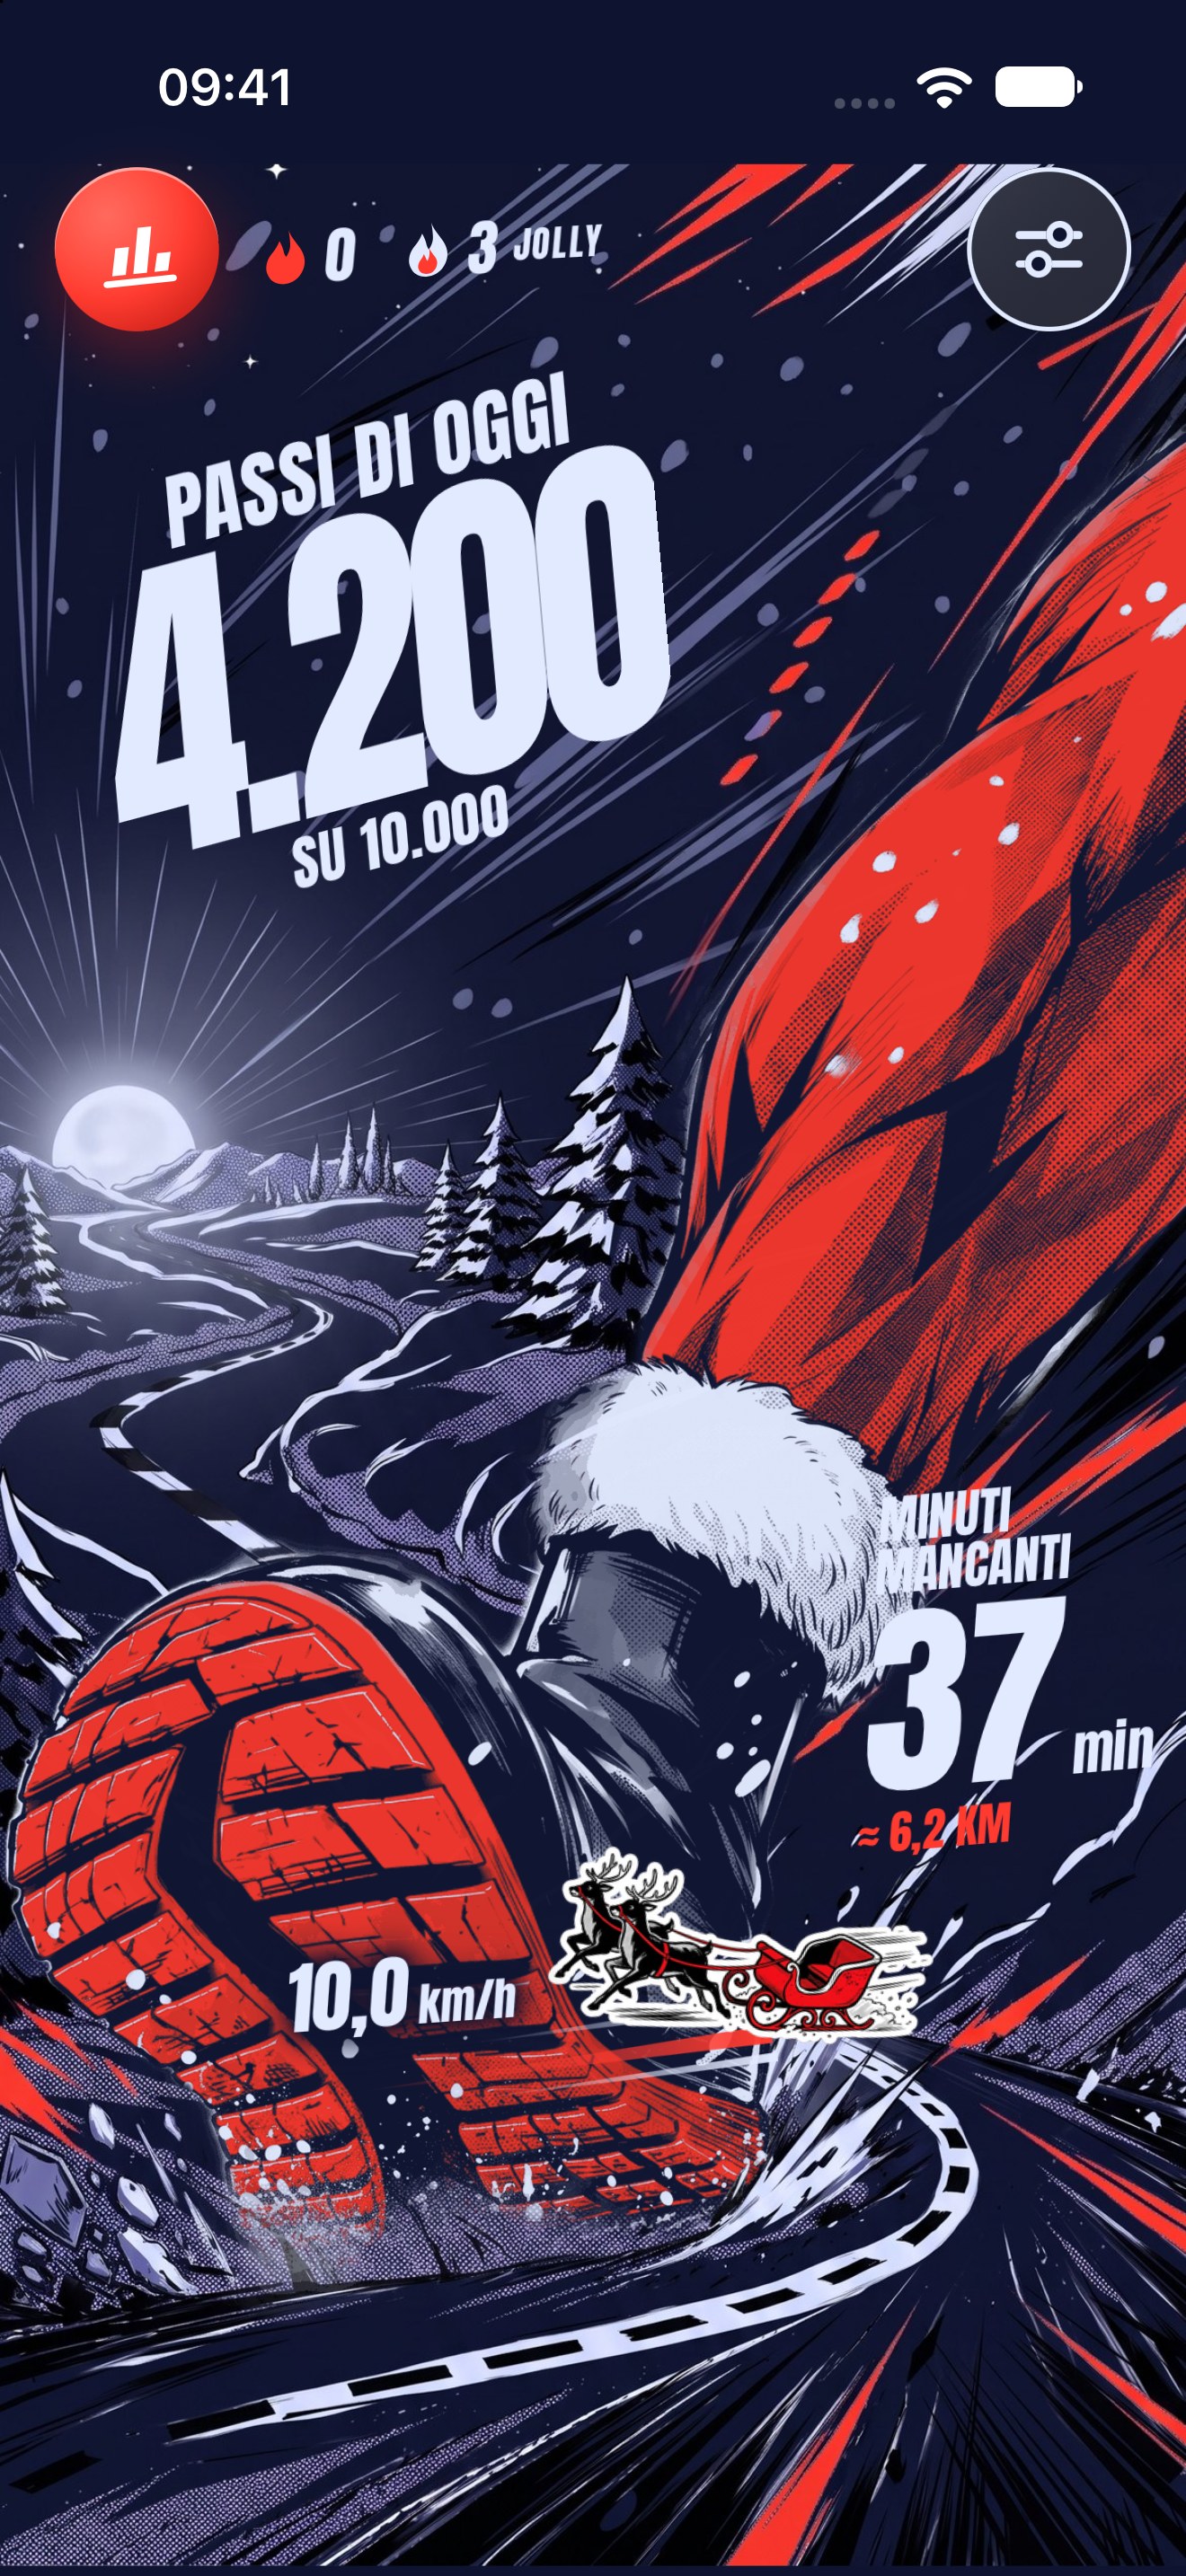 09:41
0 3 JOLLY
PASSI DI OGGI
4.200
SU 10.000
MINUTI
MANCANTI
37 min
≈ 6,2 KM
10,0 km/h